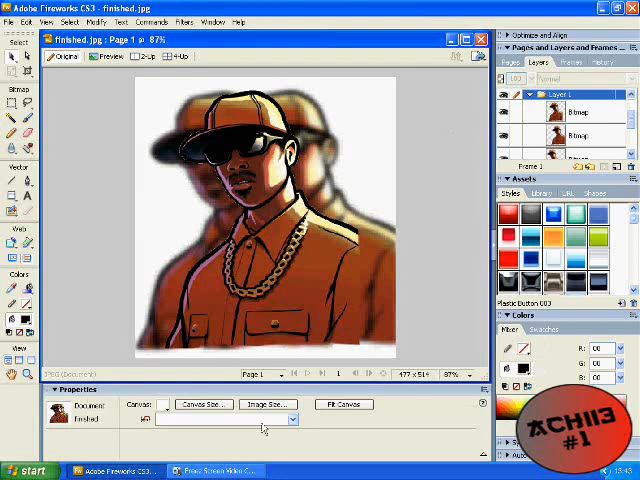 Adobe Fireworks CS3 - finished.jpg
File Edit View Select Modify Text Commands Filters Window Help
Select
Bitmap
Vector
Web
Colors
View
finished.jpg : Page 1 @ 87%
Original Preview 2-Up 4-Up
JPEG (Document)
Page 1
1
477 x 514
87%
Optimize and Align
Pages and Layers and Frames
Pages Layers Frames History
100 Normal
Layer 1
Bitmap
Bitmap
Frame 1
Assets
Styles Library URL Shapes
Plastic Button 003
Colors
Mixer Swatches
R: 00
G: 00
B: 00
Properties
Document
finished
Canvas: Canvas Size... Image Size... Fit Canvas
ACHI13
#1
start
Adobe Fireworks CS3...
Freez Screen Video C...
13:43